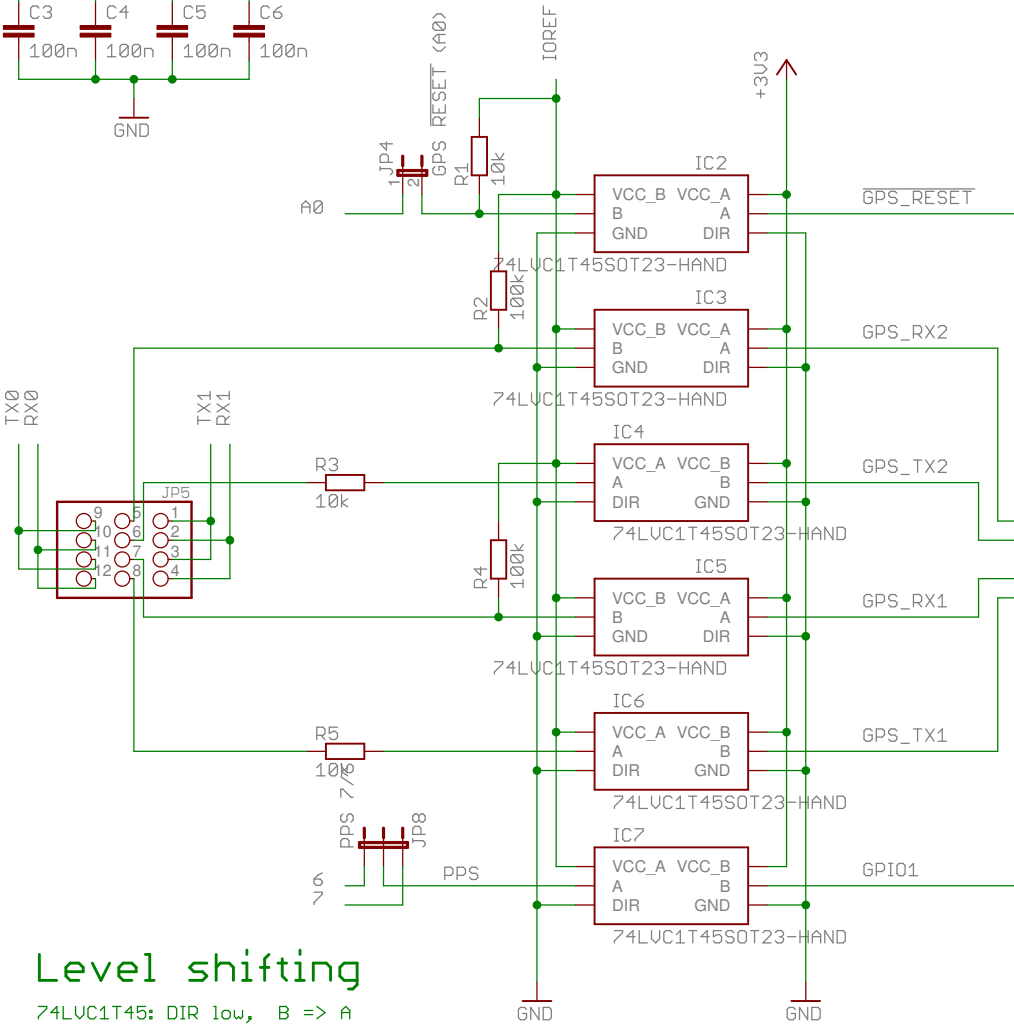 C3 C4 C5 C6
100n 100n 100n 100n
GND
IOREF
+3V3
GPS RESET (A0)
JP4
1 2
R1
10k
A0
IC2
VCC_B VCC_A
B A
GND DIR
74LVC1T45SOT23-HAND
GPS_RESET
R2
100k
IC3
VCC_B VCC_A
B A
GND DIR
74LVC1T45SOT23-HAND
GPS_RX2
TX0
RX0
TX1
RX1
R3
10k
IC4
VCC_A VCC_B
A B
DIR GND
74LVC1T45SOT23-HAND
GPS_TX2
JP5
9 5 1
10 6 2
11 7 3
12 8 4
R4
100k
IC5
VCC_B VCC_A
B A
GND DIR
74LVC1T45SOT23-HAND
GPS_RX1
R5
10k
IC6
VCC_A VCC_B
A B
DIR GND
74LVC1T45SOT23-HAND
GPS_TX1
PPS 7/6
JP8
6
7
PPS
IC7
VCC_A VCC_B
A B
DIR GND
74LVC1T45SOT23-HAND
GPIO1
GND GND
Level shifting
74LVC1T45: DIR low, B => A